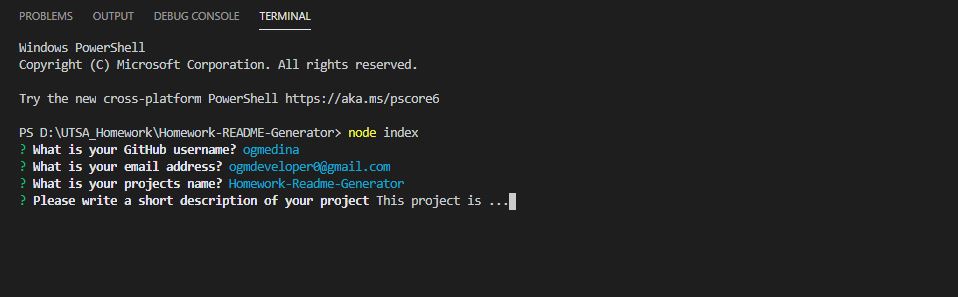 PROBLEMS OUTPUT DEBUG CONSOLE TERMINAL
Windows PowerShell
Copyright (C) Microsoft Corporation. All rights reserved.
Try the new cross-platform PowerShell https://aka.ms/pscore6
PS D:\UTSA_Homework\Homework-README-Generator> node index
? What is your GitHub username? ogmedina
? What is your email address? ogmdeveloper0@gmail.com
? What is your projects name? Homework-Readme-Generator
? Please write a short description of your project This project is ...